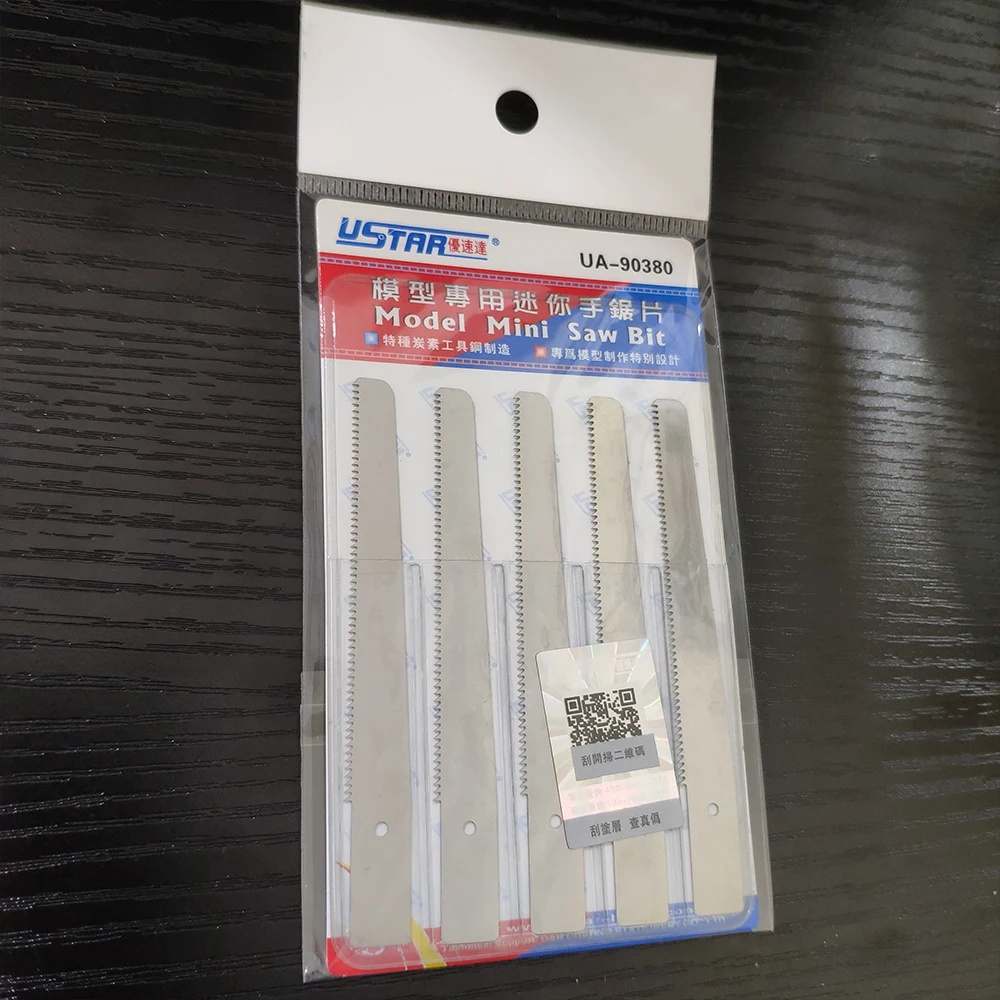 USTAR優速達®
UA-90380
模型專用迷你手鋸片
Model Mini Saw Bit
特種炭素工具鋼制造 專爲模型制作特別設計
刮開掃二維碼
刮塗層 查真僞